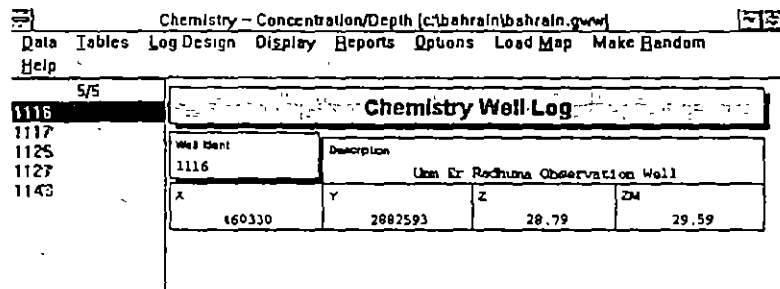 Chemistry – Concentration/Depth [c:\bahrain\bahrain.gww]
Data Tables Log Design Display Reports Options Load Map Make Random
Help
5/5
1116
1117
1125
1127
1143
Chemistry Well Log
Well Ident
1116
Description
Umm Er Radhuma Observation Well
X
460330
Y
2882593
Z
28.79
ZM
29.59